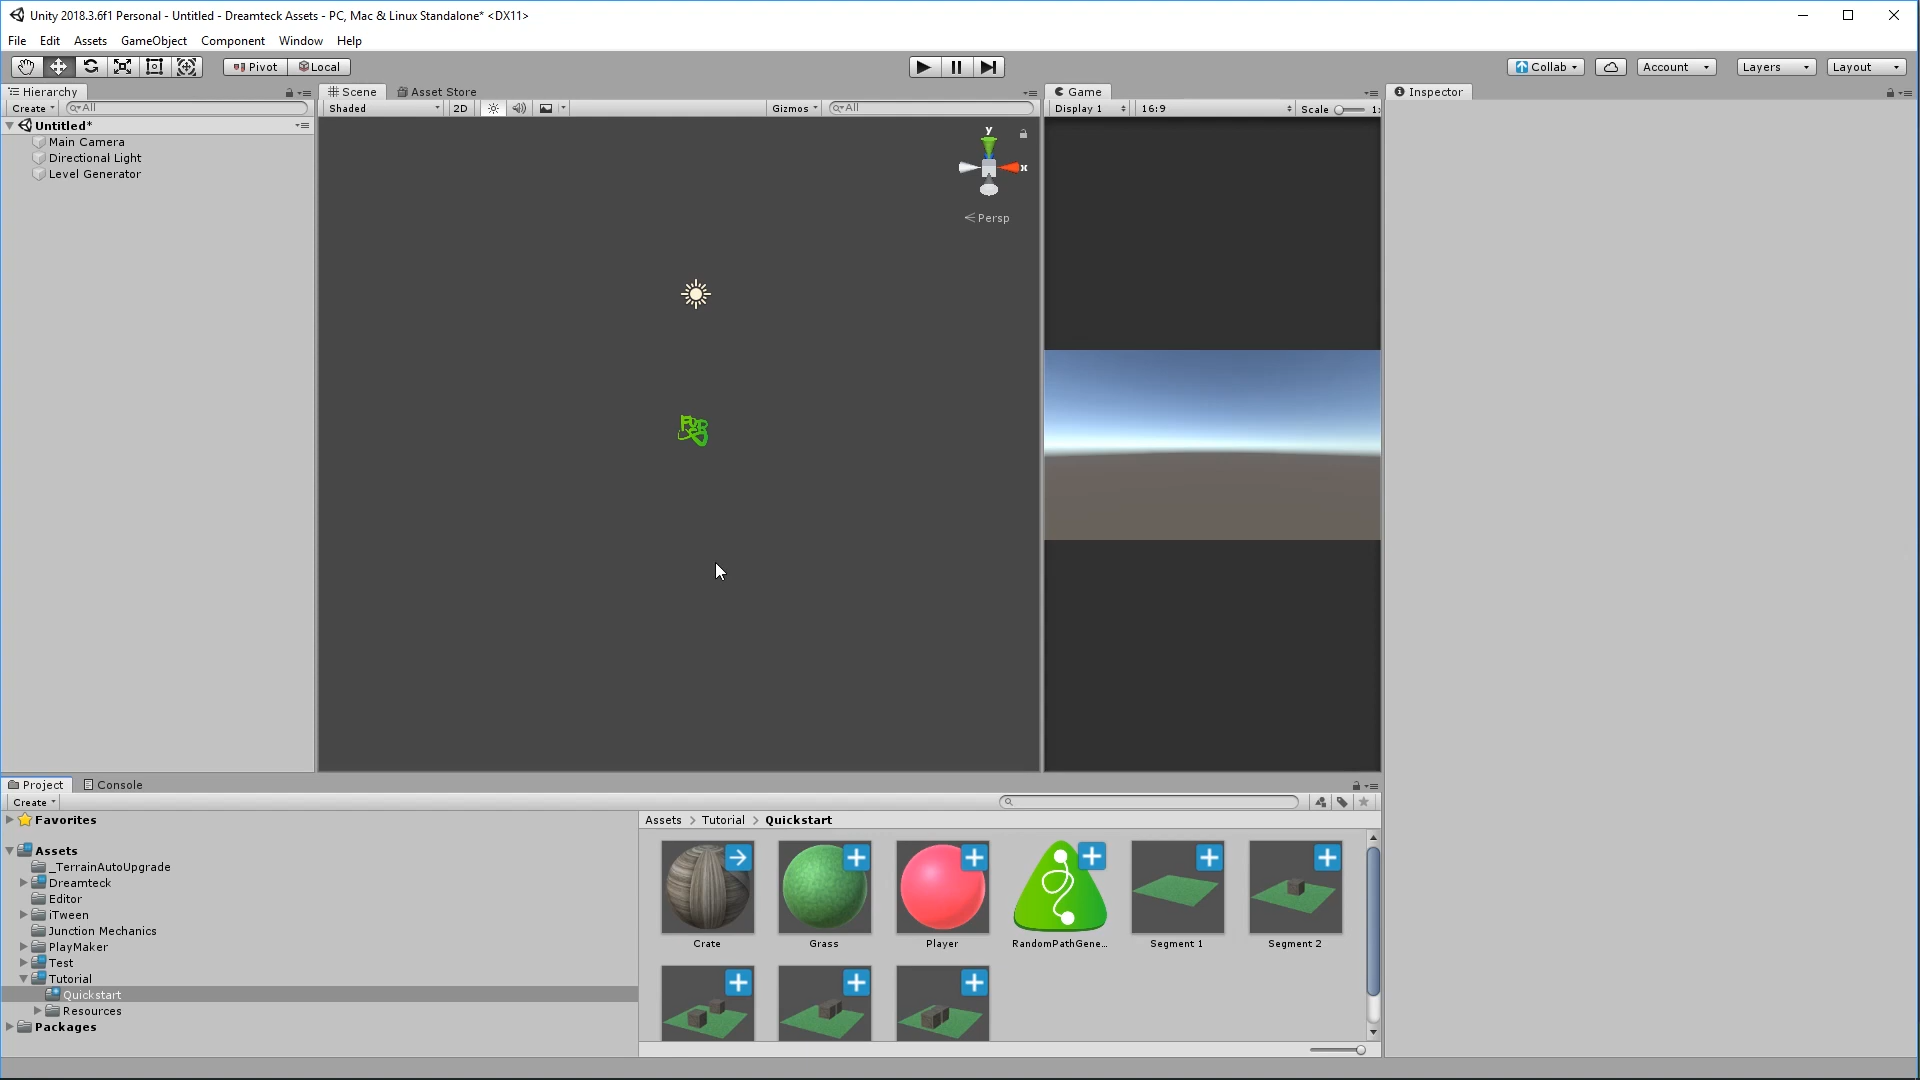 Unity 2018.3.6f1 Personal - Untitled - Dreamteck Assets - PC, Mac & Linux Standalone* <DX11>
File Edit Assets GameObject Component Window Help
Pivot Local Collab Account Layers Layout
Hierarchy Scene Asset Store Game Inspector
Create All Shaded 2D Gizmos All Display 1 16:9 Scale 1x
Untitled*
Main Camera
Directional Light
Level Generator
y
x
Persp
FOR
Project Console
Create
Favorites
Assets
_TerrainAutoUpgrade
Dreamteck
Editor
iTween
Junction Mechanics
PlayMaker
Test
Tutorial
Quickstart
Resources
Packages
Assets > Tutorial > Quickstart
Crate Grass Player RandomPathGene... Segment 1 Segment 2